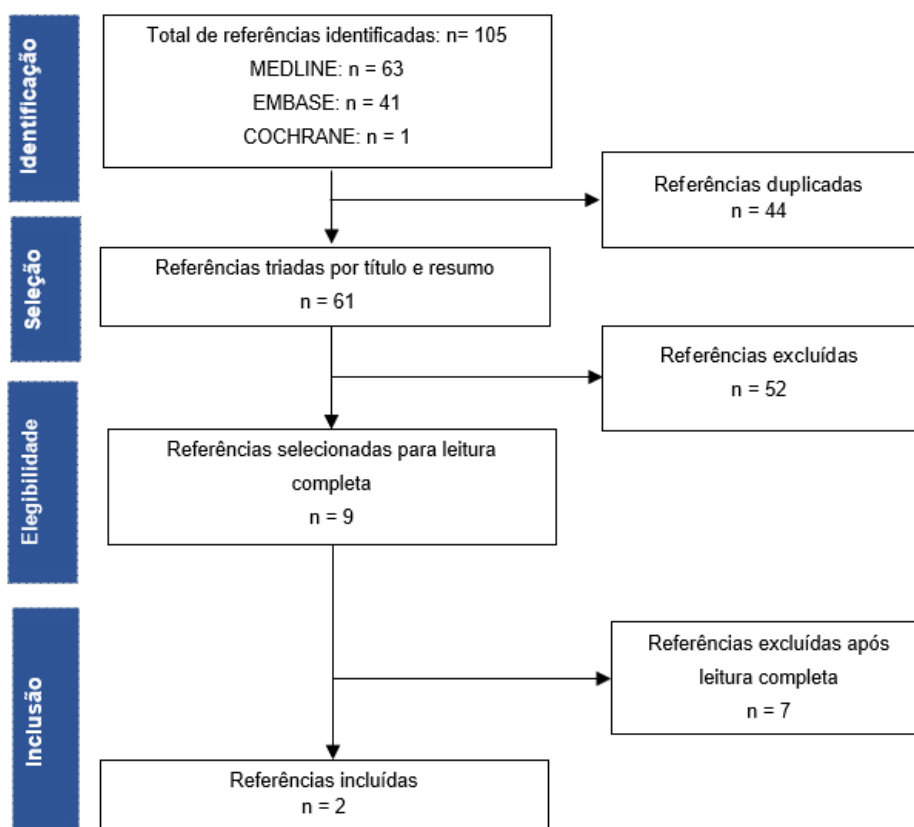 Identificação
Total de referências identificadas: n= 105
MEDLINE: n = 63
EMBASE: n = 41
COCHRANE: n = 1
Referências duplicadas
n = 44
Seleção
Referências triadas por título e resumo
n = 61
Referências excluídas
n = 52
Elegibilidade
Referências selecionadas para leitura
completa
n = 9
Inclusão
Referências excluídas após
leitura completa
n = 7
Referências incluídas
n = 2